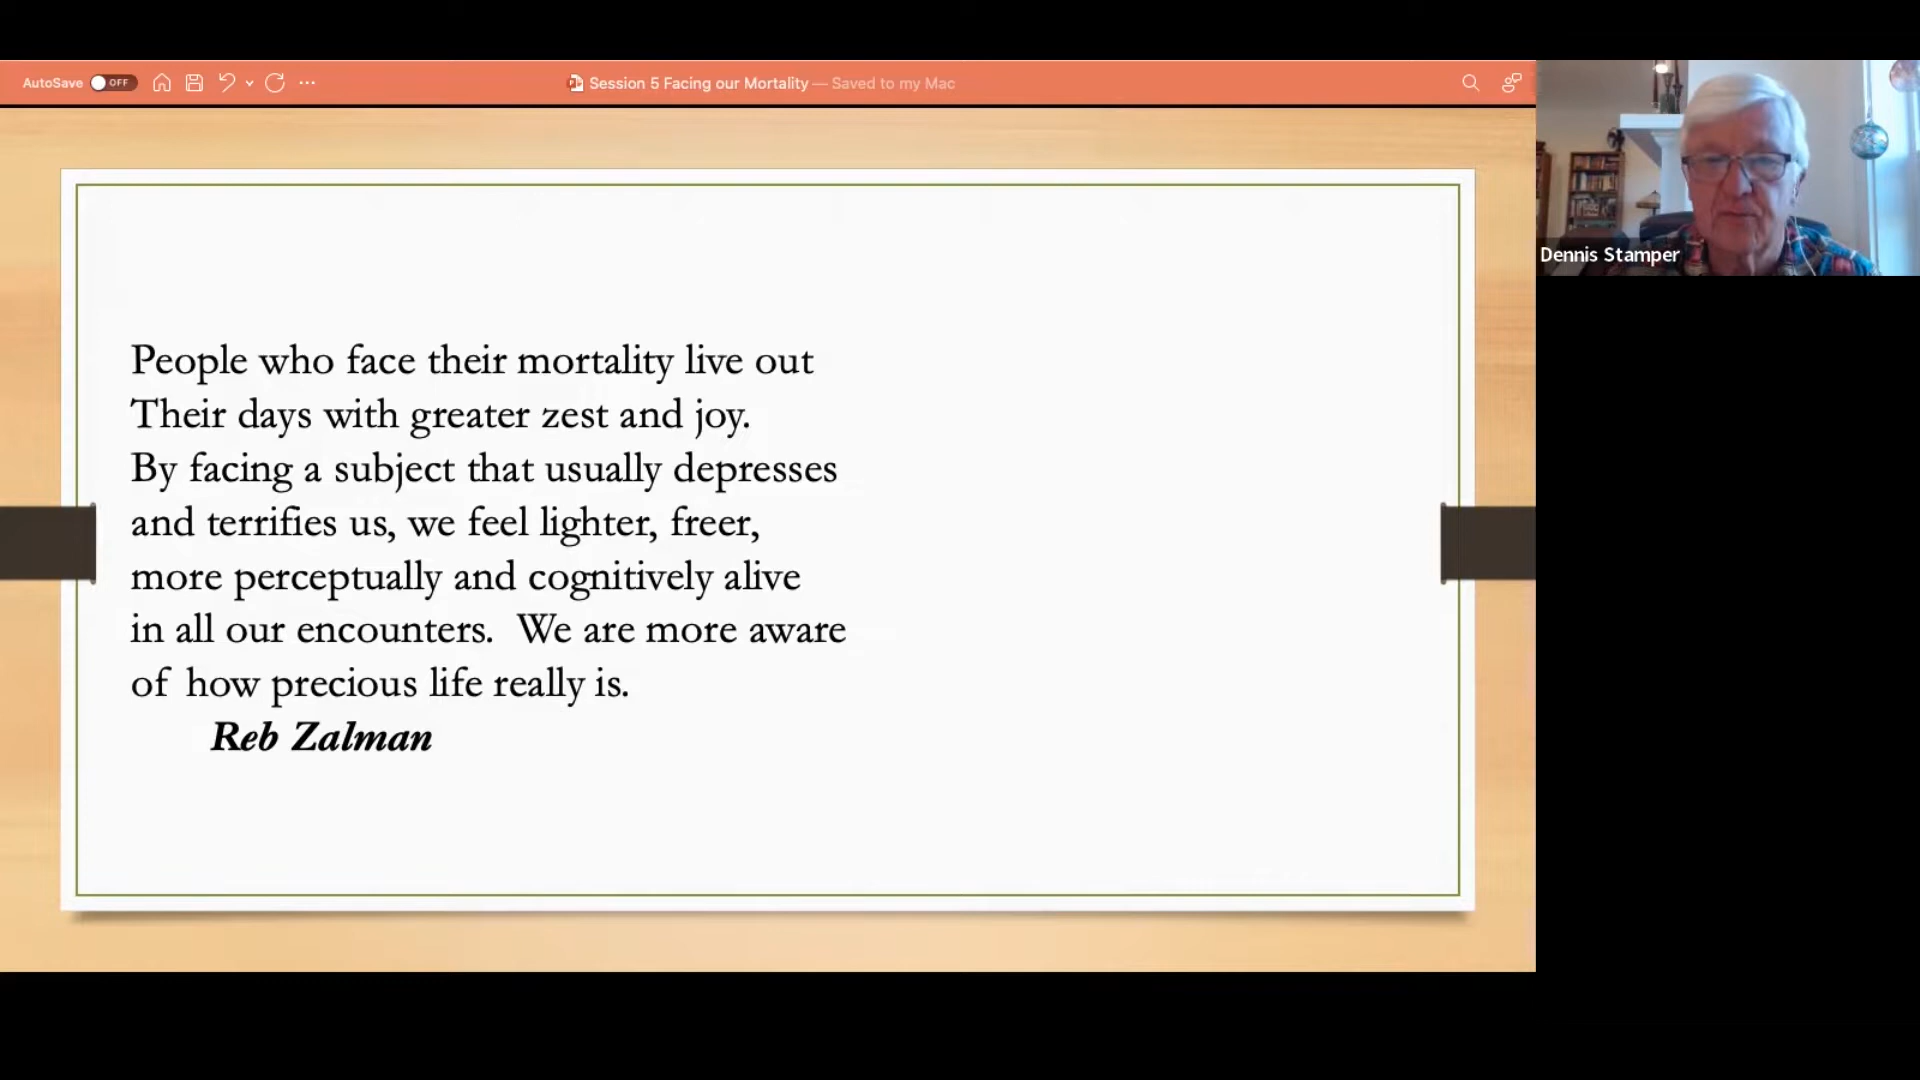 AutoSave OFF
Session 5 Facing our Mortality — Saved to my Mac
Dennis Stamper
People who face their mortality live out
Their days with greater zest and joy.
By facing a subject that usually depresses
and terrifies us, we feel lighter, freer,
more perceptually and cognitively alive
in all our encounters.  We are more aware
of how precious life really is.
Reb Zalman